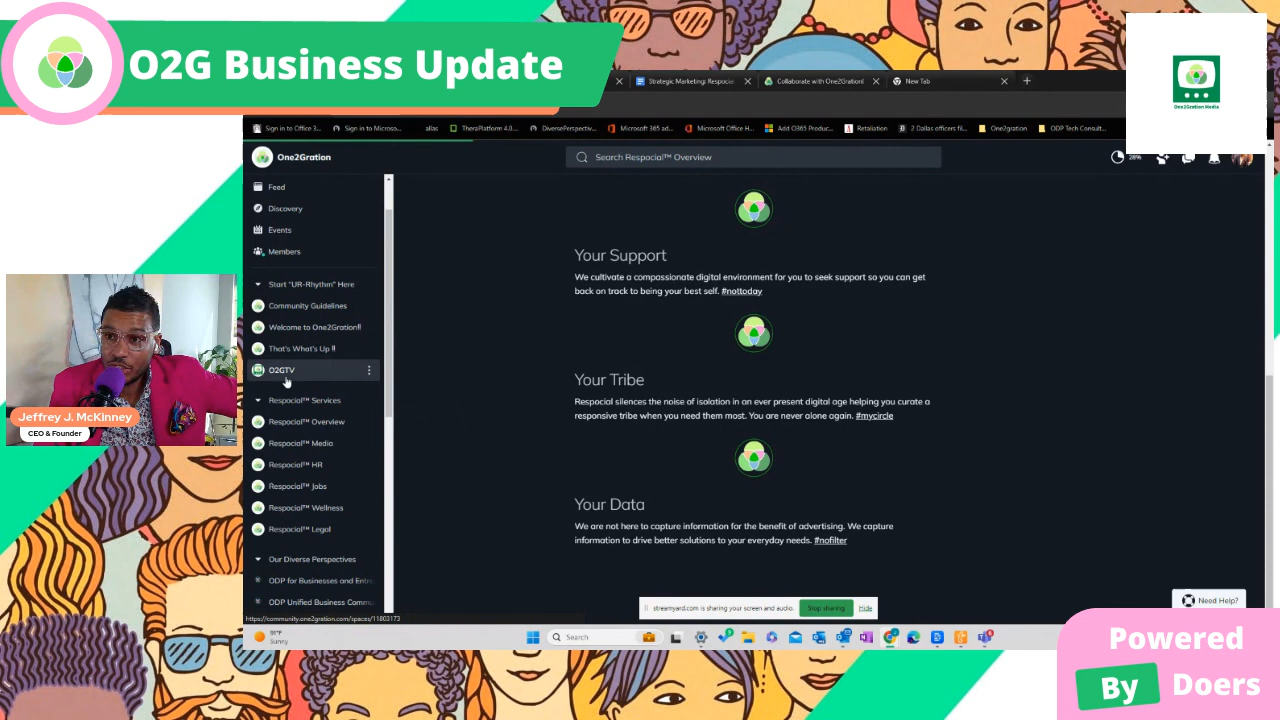 O2G Business Update
One2Gration Media
Strategic Marketing: Respocial
Collaborate with One2Gration!
New Tab
Sign in to Office 3...
Sign in to Microso...
allas
TheraPlatform 4.0...
DiversePerspectiv...
Microsoft 365 ad...
Microsoft Office H...
Add O365 Produc...
Retaliation
2 Dallas officers fil...
One2gration
ODP Tech Consult...
One2Gration
Search Respocial™ Overview
28%
Feed
Discovery
Events
Members
Start "UR-Rhythm" Here
Community Guidelines
Welcome to One2Gration!!
That's What's Up !!
O2GTV
Respocial™ Services
Respocial™ Overview
Respocial™ Media
Respocial™ HR
Respocial™ Jobs
Respocial™ Wellness
Respocial™ Legal
Our Diverse Perspectives
ODP for Businesses and Entre
ODP Unified Business Commu
Your Support
We cultivate a compassionate digital environment for you to seek support so you can get
back on track to being your best self. #nottoday
Your Tribe
Respocial silences the noise of isolation in an ever present digital age helping you curate a
responsive tribe when you need them most. You are never alone again. #mycircle
Your Data
We are not here to capture information for the benefit of advertising. We capture
information to drive better solutions to your everyday needs. #nofilter
Jeffrey J. McKinney
CEO & Founder
streamyard.com is sharing your screen and audio.
Stop sharing
Hide
Need Help?
https://community.one2gration.com/spaces/11803173
91°F
Sunny
Search
Powered
By Doers